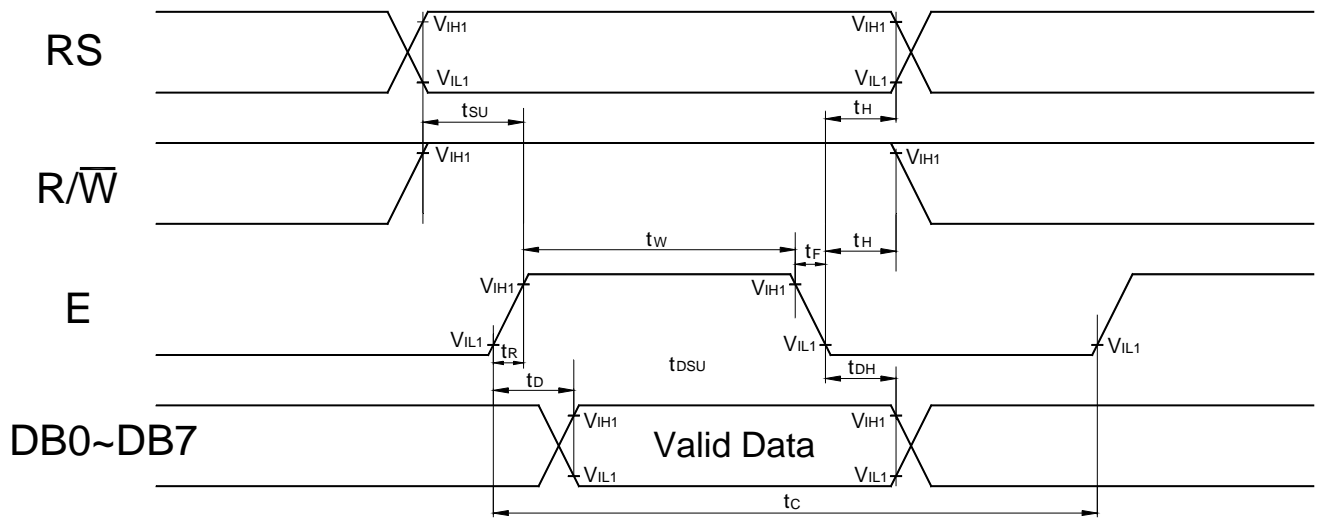 RS
VIH1
VIH1
VIL1
VIL1
tSU
tH
R/W̅
VIH1
VIH1
tW
tF
tH
E
VIH1
VIH1
VIL1
tR
VIL1
VIL1
tD
tDSU
tDH
DB0~DB7
VIH1
Valid Data
VIH1
VIL1
VIL1
tC